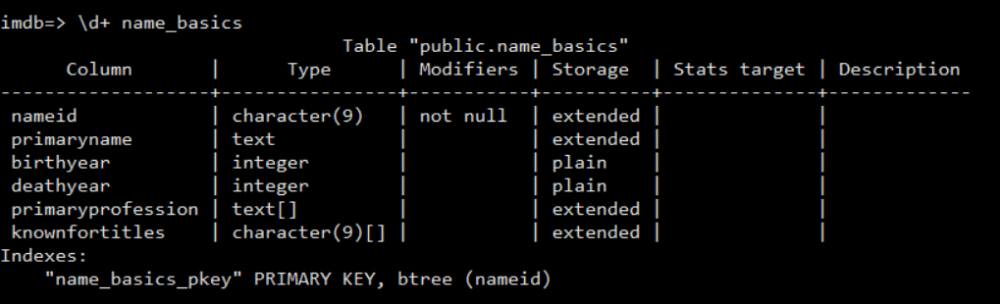 imdb=> \d+ name_basics
                                Table "public.name_basics"
      Column       |      Type       | Modifiers | Storage  | Stats target | Description
-------------------+-----------------+-----------+----------+--------------+-------------
 nameid            | character(9)    | not null  | extended |              |
 primaryname       | text            |           | extended |              |
 birthyear         | integer         |           | plain    |              |
 deathyear         | integer         |           | plain    |              |
 primaryprofession | text[]          |           | extended |              |
 knownfortitles    | character(9)[] |           | extended |              |
Indexes:
    "name_basics_pkey" PRIMARY KEY, btree (nameid)